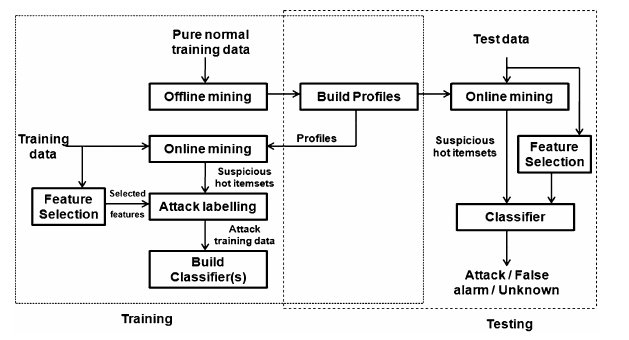 Pure normal
training data
Test data
Offline mining
Build Profiles
Online mining
Training
data
Online mining
Profiles
Suspicious
hot itemsets
Feature
Selection
Suspicious
hot itemsets
Feature
Selection
Selected
features
Attack labelling
Classifier
Attack
training data
Build
Classifier(s)
Attack / False
alarm / Unknown
Training
Testing